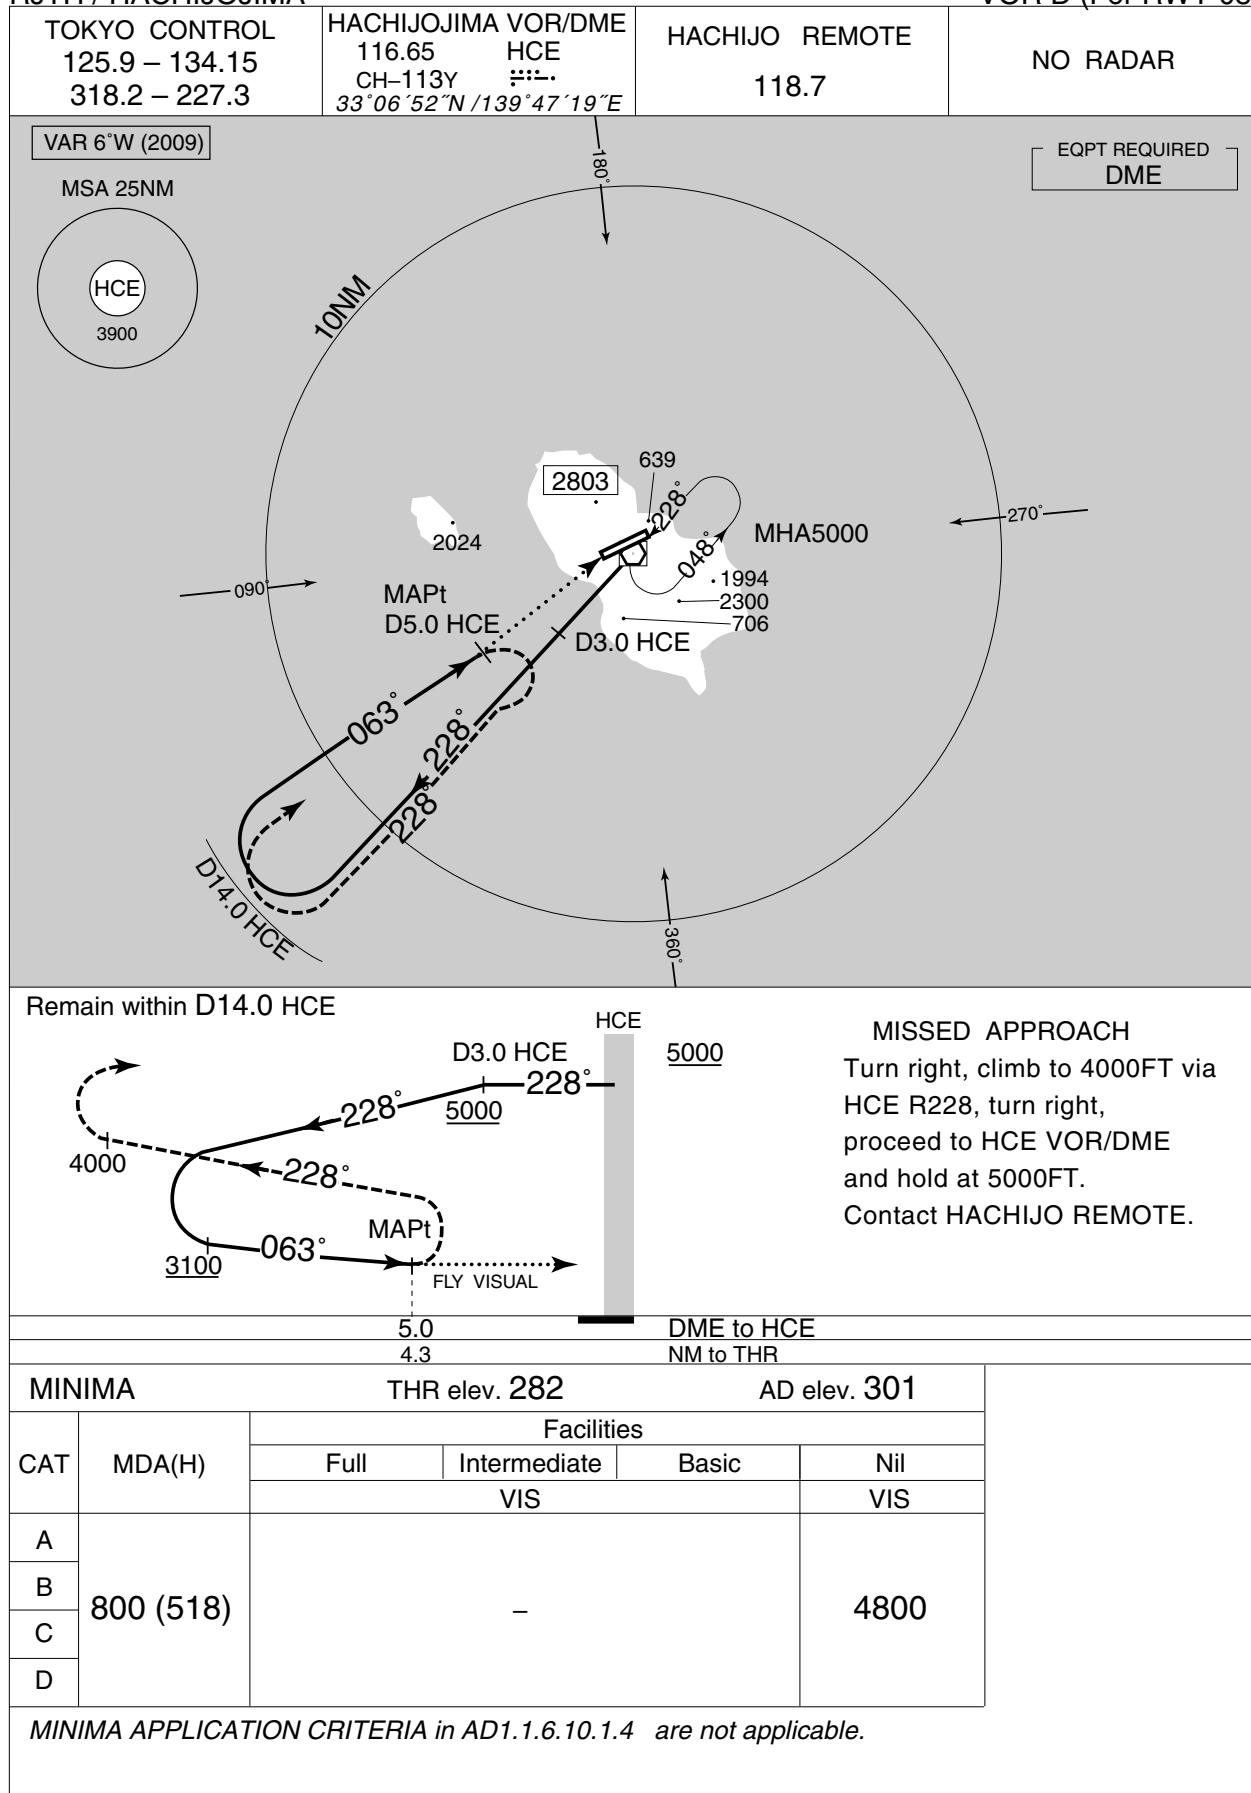 TOKYO CONTROL
125.9 – 134.15
318.2 – 227.3
HACHIJOJIMA VOR/DME
116.65 HCE
CH–113Y
33°06´52˝N /139°47´19˝E
HACHIJO REMOTE
118.7
NO RADAR
VAR 6°W (2009)
MSA 25NM
HCE
3900
EQPT REQUIRED
DME
180°
10NM
639
2803
228°
270°
MHA5000
2024
048°
1994
2300
706
090°
MAPt
D5.0 HCE
D3.0 HCE
063°
228°
228°
D14.0 HCE
360°
Remain within D14.0 HCE
HCE
D3.0 HCE
5000
228°
5000
228°
4000
228°
MAPt
063°
3100
FLY VISUAL
MISSED APPROACH
Turn right, climb to 4000FT via
HCE R228, turn right,
proceed to HCE VOR/DME
and hold at 5000FT.
Contact HACHIJO REMOTE.
5.0 DME to HCE
4.3 NM to THR
MINIMA THR elev. 282 AD elev. 301
Facilities
CAT MDA(H) Full Intermediate Basic Nil
VIS VIS
A
B
800 (518) – 4800
C
D
MINIMA APPLICATION CRITERIA in AD1.1.6.10.1.4 are not applicable.